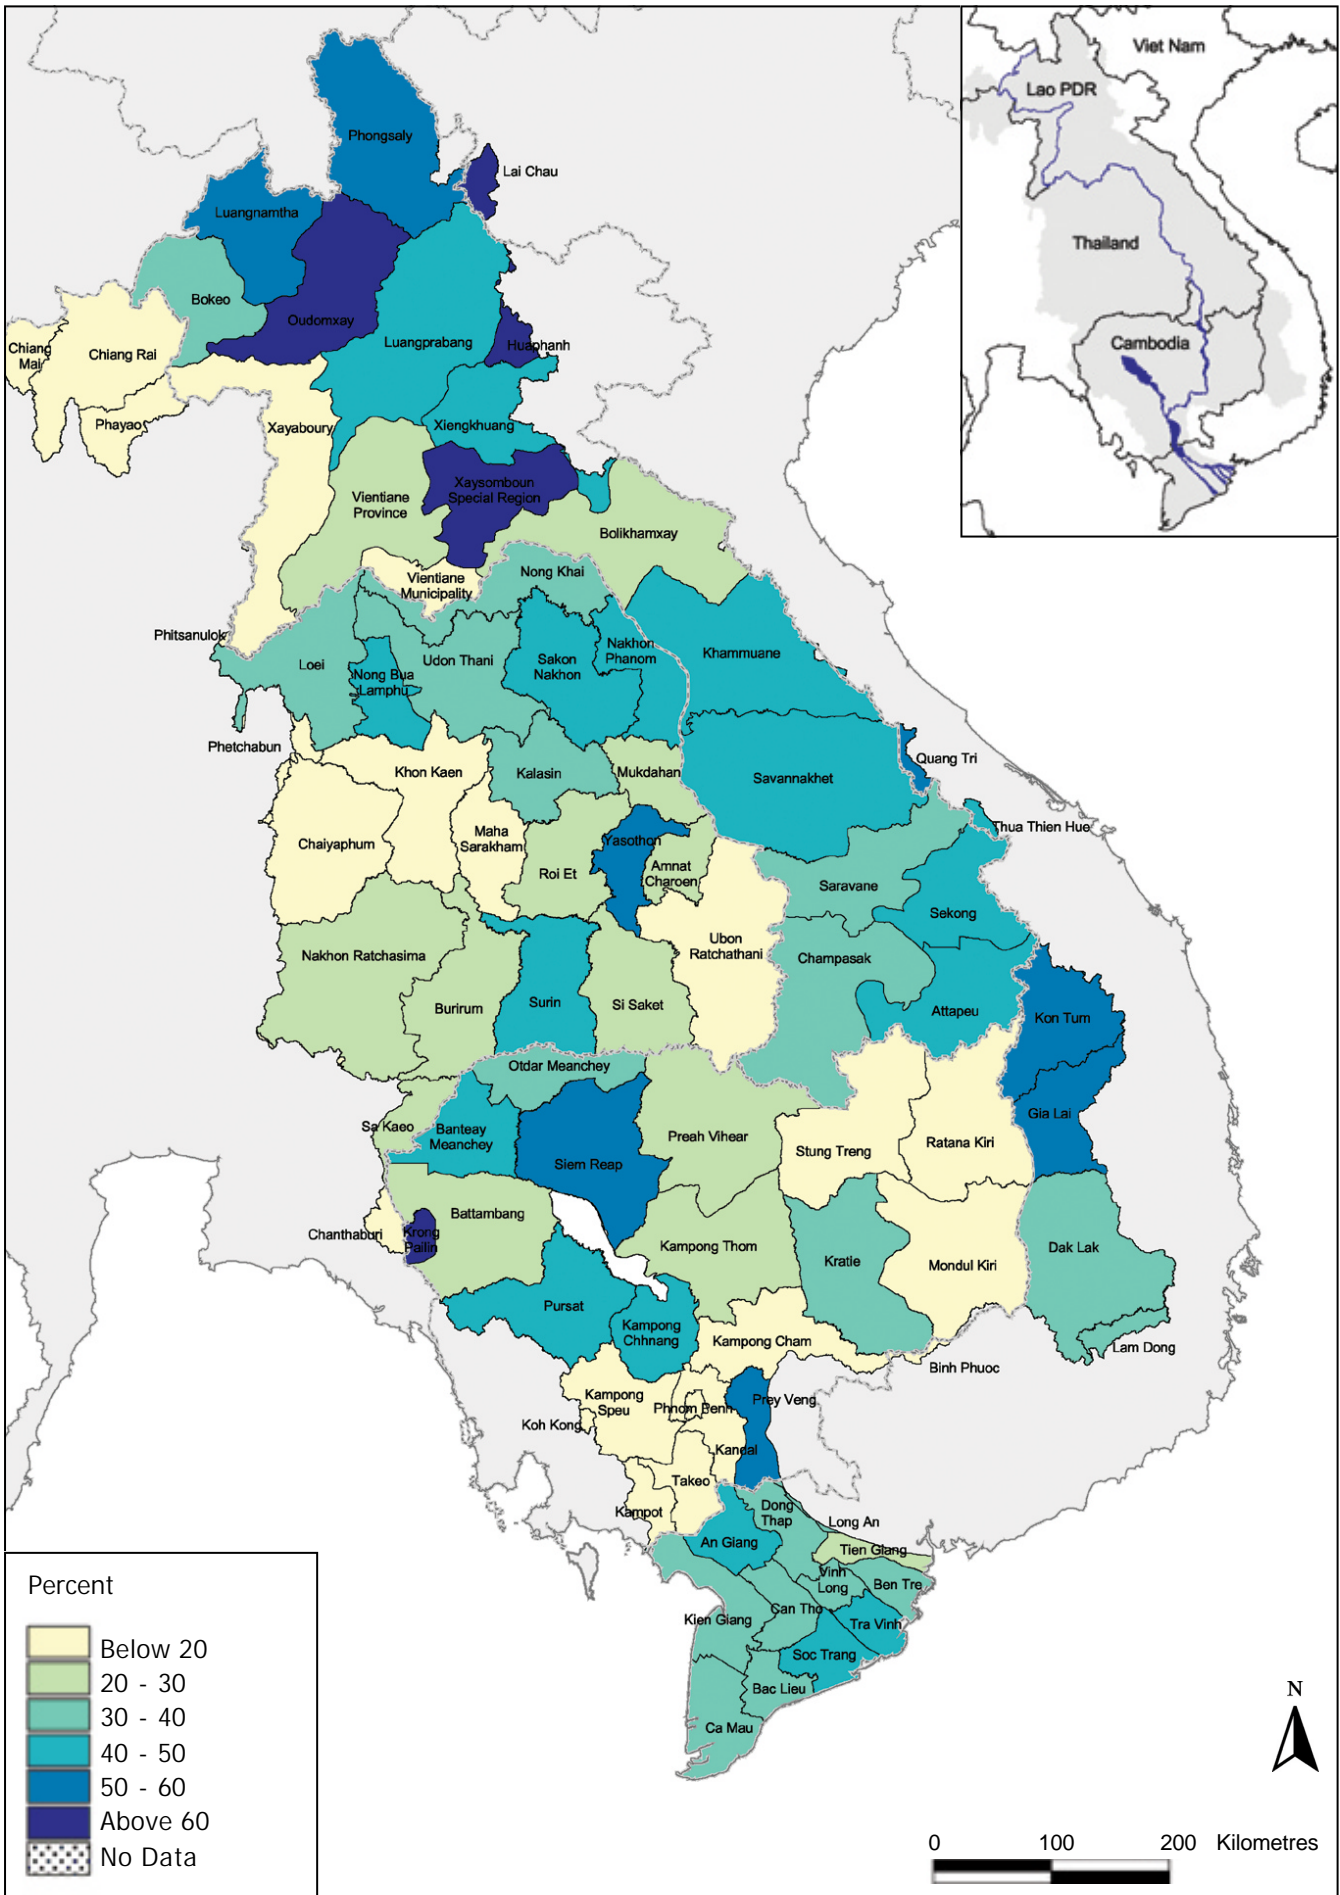 Viet Nam
Lao PDR
Thailand
Cambodia
Phongsaly
Lai Chau
Luangnamtha
Bokeo
Oudomxay
Luangprabang
Huaphanh
Chiang
Mai
Chiang Rai
Phayao
Xayaboury
Xiengkhuang
Vientiane
Province
Xaysomboun
Special Region
Bolikhamxay
Vientiane
Municipality
Nong Khai
Phitsanulok
Loei
Nong Bua
Lamphu
Udon Thani
Sakon
Nakhon
Nakhon
Phanom
Khammuane
Phetchabun
Khon Kaen
Kalasin
Mukdahan
Savannakhet
Quang Tri
Thua Thien Hue
Chaiyaphum
Maha
Sarakham
Roi Et
Yasothon
Amnat
Charoen
Saravane
Sekong
Nakhon Ratchasima
Burirum
Surin
Si Saket
Ubon
Ratchathani
Champasak
Attapeu
Kon Tum
Gia Lai
Otdar Meanchey
Sa Kaeo
Banteay
Meanchey
Siem Reap
Preah Vihear
Stung Treng
Ratana Kiri
Chanthaburi
Krong
Pailin
Battambang
Kampong Thom
Kratie
Mondul Kiri
Dak Lak
Pursat
Kampong
Chhnang
Kampong Cham
Binh Phuoc
Lam Dong
Kampong
Speu
Koh Kong
Phnom Penh
Prey Veng
Kandal
Takeo
Kampot
Dong
Thap
Long An
An Giang
Tien Giang
Vinh
Long
Ben Tre
Can Tho
Kien Giang
Tra Vinh
Soc Trang
Bac Lieu
Ca Mau
Percent
Below 20
20 - 30
30 - 40
40 - 50
50 - 60
Above 60
No Data
N
0 100 200 Kilometres